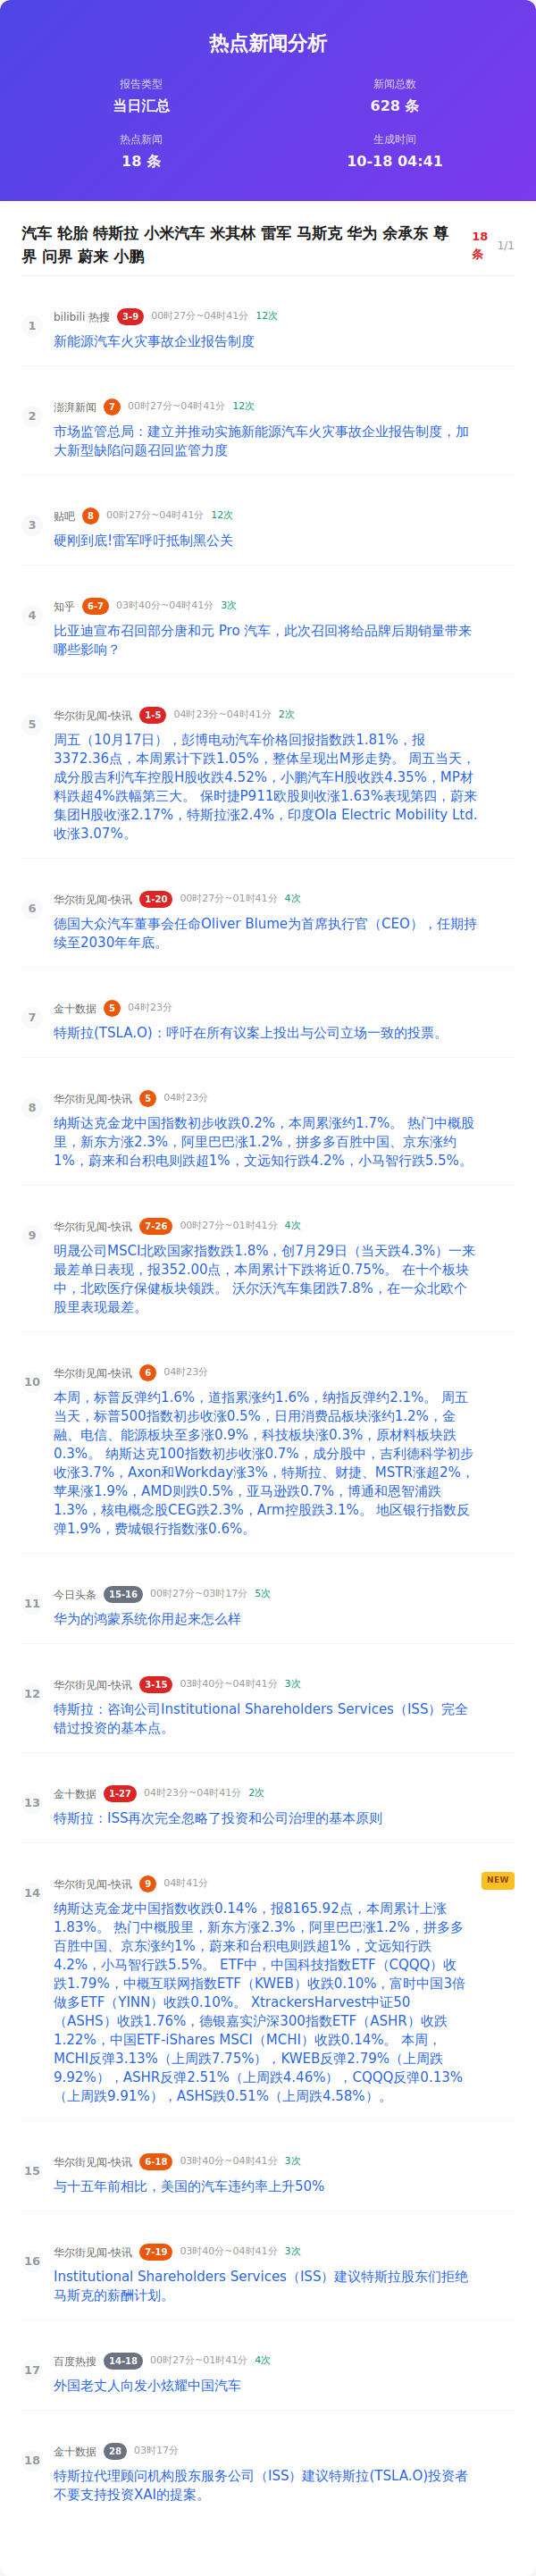 热点新闻分析
报告类型
当日汇总
新闻总数
628 条
热点新闻
18 条
生成时间
10-18 04:41
汽车 轮胎 特斯拉 小米汽车 米其林 雷军 马斯克 华为 余承东 尊
界 问界 蔚来 小鹏
18
条
1/1
1
bilibili 热搜 3-9 00时27分~04时41分 12次
新能源汽车火灾事故企业报告制度
2
澎湃新闻 7 00时27分~04时41分 12次
市场监管总局：建立并推动实施新能源汽车火灾事故企业报告制度，加
大新型缺陷问题召回监管力度
3
贴吧 8 00时27分~04时41分 12次
硬刚到底!雷军呼吁抵制黑公关
4
知乎 6-7 03时40分~04时41分 3次
比亚迪宣布召回部分唐和元 Pro 汽车，此次召回将给品牌后期销量带来
哪些影响？
5
华尔街见闻-快讯 1-5 04时23分~04时41分 2次
周五（10月17日），彭博电动汽车价格回报指数跌1.81%，报
3372.36点，本周累计下跌1.05%，整体呈现出M形走势。 周五当天，
成分股吉利汽车控股H股收跌4.52%，小鹏汽车H股收跌4.35%，MP材
料跌超4%跌幅第三大。 保时捷P911欧股则收涨1.63%表现第四，蔚来
集团H股收涨2.17%，特斯拉涨2.4%，印度Ola Electric Mobility Ltd.
收涨3.07%。
6
华尔街见闻-快讯 1-20 00时27分~01时41分 4次
德国大众汽车董事会任命Oliver Blume为首席执行官（CEO），任期持
续至2030年年底。
7
金十数据 5 04时23分
特斯拉(TSLA.O)：呼吁在所有议案上投出与公司立场一致的投票。
8
华尔街见闻-快讯 5 04时23分
纳斯达克金龙中国指数初步收跌0.2%，本周累涨约1.7%。 热门中概股
里，新东方涨2.3%，阿里巴巴涨1.2%，拼多多百胜中国、京东涨约
1%，蔚来和台积电则跌超1%，文远知行跌4.2%，小马智行跌5.5%。
9
华尔街见闻-快讯 7-26 00时27分~01时41分 4次
明晟公司MSCI北欧国家指数跌1.8%，创7月29日（当天跌4.3%）一来
最差单日表现，报352.00点，本周累计下跌将近0.75%。 在十个板块
中，北欧医疗保健板块领跌。 沃尔沃汽车集团跌7.8%，在一众北欧个
股里表现最差。
10
华尔街见闻-快讯 6 04时23分
本周，标普反弹约1.6%，道指累涨约1.6%，纳指反弹约2.1%。 周五
当天，标普500指数初步收涨0.5%，日用消费品板块涨约1.2%，金
融、电信、能源板块至多涨0.9%，科技板块涨0.3%，原材料板块跌
0.3%。 纳斯达克100指数初步收涨0.7%，成分股中，吉利德科学初步
收涨3.7%，Axon和Workday涨3%，特斯拉、财捷、MSTR涨超2%，
苹果涨1.9%，AMD则跌0.5%，亚马逊跌0.7%，博通和恩智浦跌
1.3%，核电概念股CEG跌2.3%，Arm控股跌3.1%。 地区银行指数反
弹1.9%，费城银行指数涨0.6%。
11
今日头条 15-16 00时27分~03时17分 5次
华为的鸿蒙系统你用起来怎么样
12
华尔街见闻-快讯 3-15 03时40分~04时41分 3次
特斯拉：咨询公司Institutional Shareholders Services（ISS）完全
错过投资的基本点。
13
金十数据 1-27 04时23分~04时41分 2次
特斯拉：ISS再次完全忽略了投资和公司治理的基本原则
14
华尔街见闻-快讯 9 04时41分
NEW
纳斯达克金龙中国指数收跌0.14%，报8165.92点，本周累计上涨
1.83%。 热门中概股里，新东方涨2.3%，阿里巴巴涨1.2%，拼多多
百胜中国、京东涨约1%，蔚来和台积电则跌超1%，文远知行跌
4.2%，小马智行跌5.5%。 ETF中，中国科技指数ETF（CQQQ）收
跌1.79%，中概互联网指数ETF（KWEB）收跌0.10%，富时中国3倍
做多ETF（YINN）收跌0.10%。 XtrackersHarvest中证50
（ASHS）收跌1.76%，德银嘉实沪深300指数ETF（ASHR）收跌
1.22%，中国ETF-iShares MSCI（MCHI）收跌0.14%。 本周，
MCHI反弹3.13%（上周跌7.75%），KWEB反弹2.79%（上周跌
9.92%），ASHR反弹2.51%（上周跌4.46%），CQQQ反弹0.13%
（上周跌9.91%），ASHS跌0.51%（上周跌4.58%）。
15
华尔街见闻-快讯 6-18 03时40分~04时41分 3次
与十五年前相比，美国的汽车违约率上升50%
16
华尔街见闻-快讯 7-19 03时40分~04时41分 3次
Institutional Shareholders Services（ISS）建议特斯拉股东们拒绝
马斯克的薪酬计划。
17
百度热搜 14-18 00时27分~01时41分 4次
外国老丈人向发小炫耀中国汽车
18
金十数据 28 03时17分
特斯拉代理顾问机构股东服务公司（ISS）建议特斯拉(TSLA.O)投资者
不要支持投资XAI的提案。